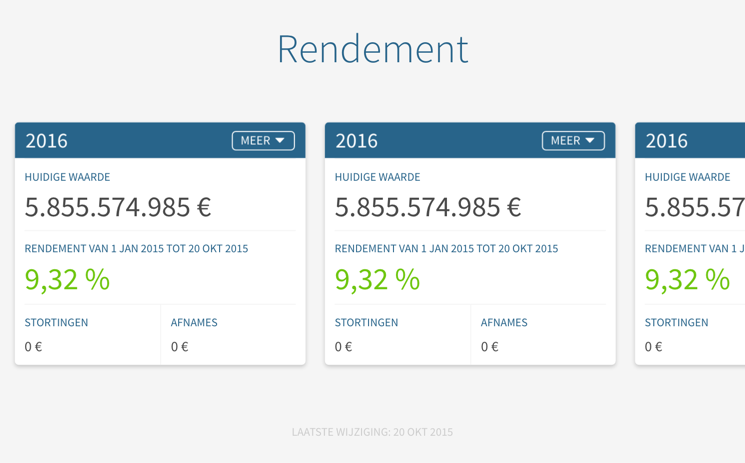 Rendement
2016
MEER
HUIDIGE WAARDE
5.855.574.985 €
RENDEMENT VAN 1 JAN 2015 TOT 20 OKT 2015
9,32 %
STORTINGEN
AFNAMES
0 €
0 €
2016
MEER
HUIDIGE WAARDE
5.855.574.985 €
RENDEMENT VAN 1 JAN 2015 TOT 20 OKT 2015
9,32 %
STORTINGEN
AFNAMES
0 €
0 €
2016
HUIDIGE WAARDE
5.855.57
RENDEMENT VAN 1 J
9,32 %
STORTINGEN
0 €
LAATSTE WIJZIGING: 20 OKT 2015